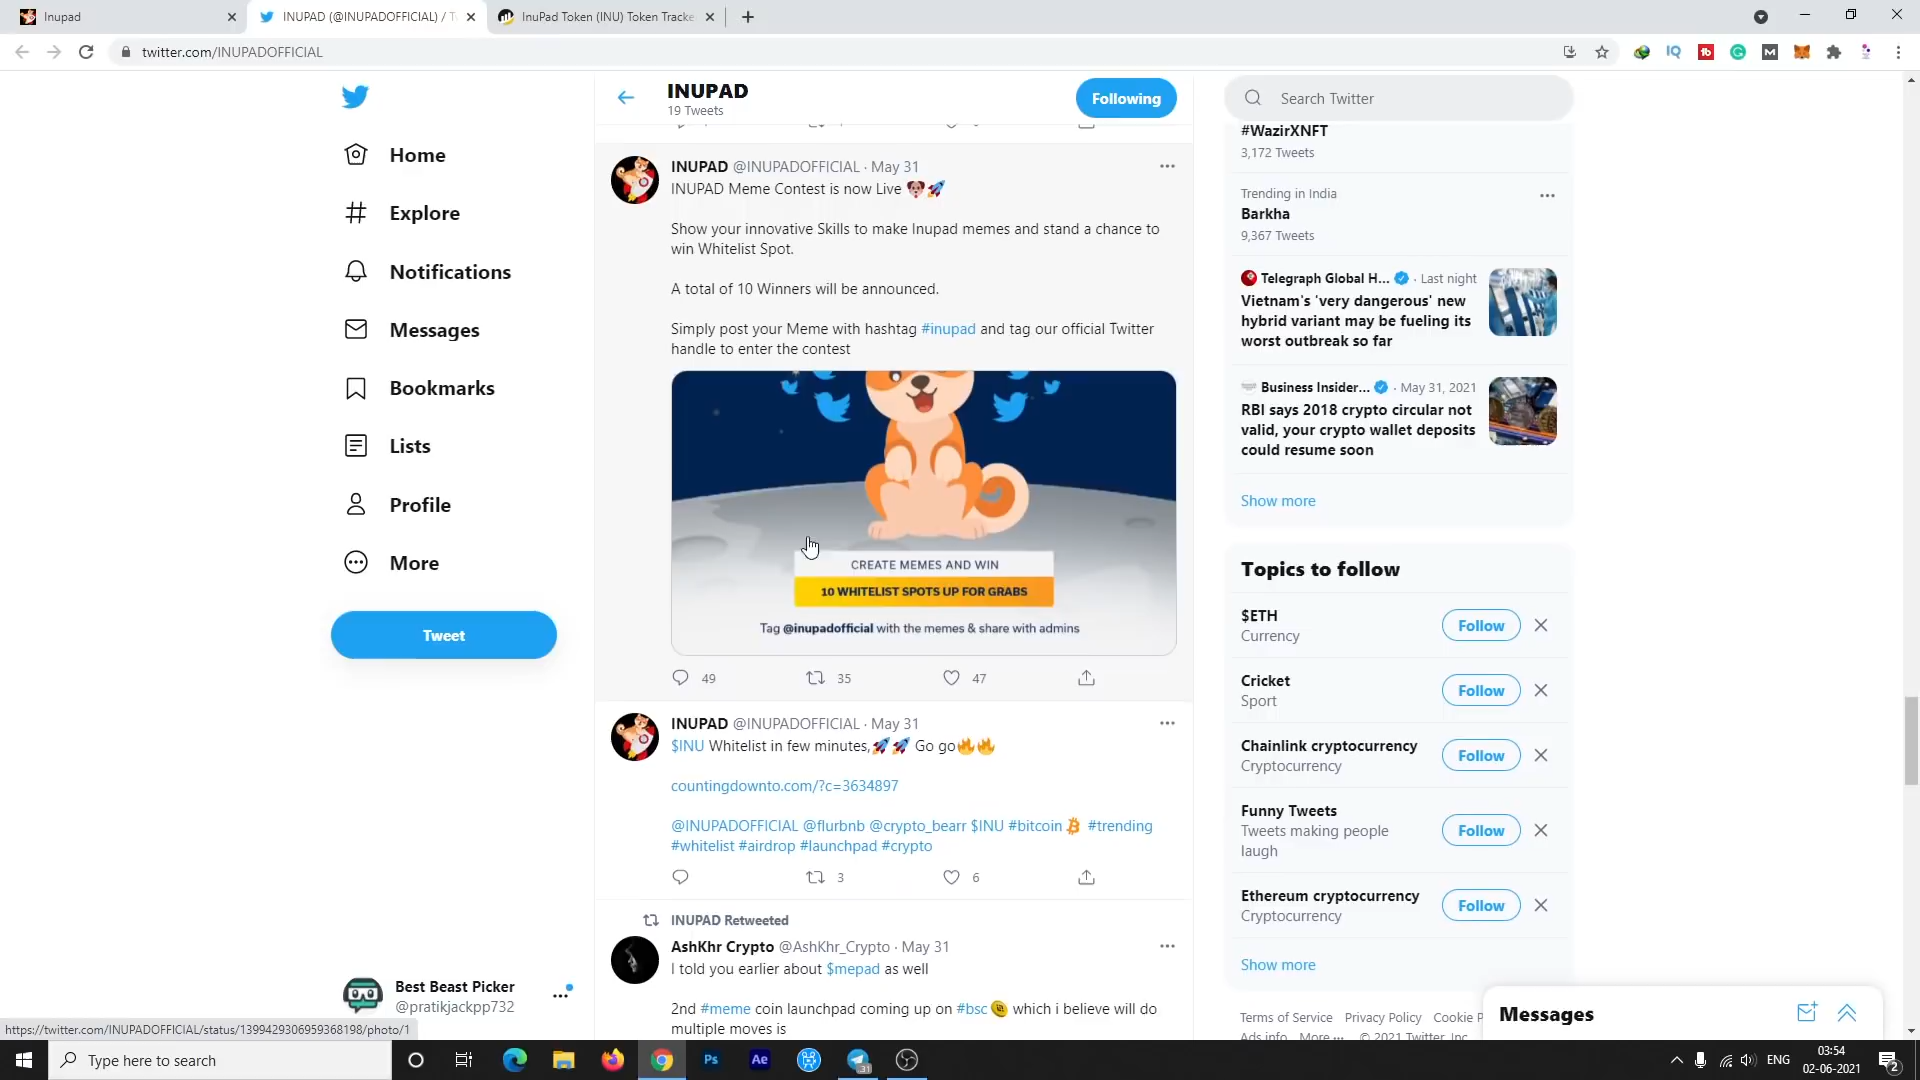 Inupad
INUPAD (@INUPADOFFICIAL) / Tw
InuPad Token (INU) Token Tracke
twitter.com/INUPADOFFICIAL
INUPAD
19 Tweets
Following
Search Twitter
Home
Explore
Notifications
Messages
Bookmarks
Lists
Profile
More
Tweet
INUPAD @INUPADOFFICIAL · May 31
INUPAD Meme Contest is now Live 🐶🚀
Show your innovative Skills to make Inupad memes and stand a chance to
win Whitelist Spot.
A total of 10 Winners will be announced.
Simply post your Meme with hashtag #inupad and tag our official Twitter
handle to enter the contest
CREATE MEMES AND WIN
10 WHITELIST SPOTS UP FOR GRABS
Tag @inupadofficial with the memes & share with admins
49 35 47
INUPAD @INUPADOFFICIAL · May 31
$INU Whitelist in few minutes,🚀🚀 Go go🔥🔥
countingdownto.com/?c=3634897
@INUPADOFFICIAL @flurbnb @crypto_bearr $INU #bitcoin #trending
#whitelist #airdrop #launchpad #crypto
3 6
INUPAD Retweeted
AshKhr Crypto @AshKhr_Crypto · May 31
I told you earlier about $mepad as well
2nd #meme coin launchpad coming up on #bsc which i believe will do
multiple moves is
#WazirXNFT
3,172 Tweets
Trending in India
Barkha
9,367 Tweets
Telegraph Global H... · Last night
Vietnam's 'very dangerous' new
hybrid variant may be fueling its
worst outbreak so far
Business Insider... · May 31, 2021
RBI says 2018 crypto circular not
valid, your crypto wallet deposits
could resume soon
Show more
Topics to follow
$ETH
Currency
Follow
Cricket
Sport
Follow
Chainlink cryptocurrency
Cryptocurrency
Follow
Funny Tweets
Tweets making people
laugh
Follow
Ethereum cryptocurrency
Cryptocurrency
Follow
Show more
Terms of Service Privacy Policy Cookie P
Ads info More ··· © 2021 Twitter, Inc.
Messages
Best Beast Picker
@pratikjackpp732
https://twitter.com/INUPADOFFICIAL/status/1399429306959368198/photo/1
Type here to search
Ps
Ae
31
ENG
03:54
02-06-2021
2